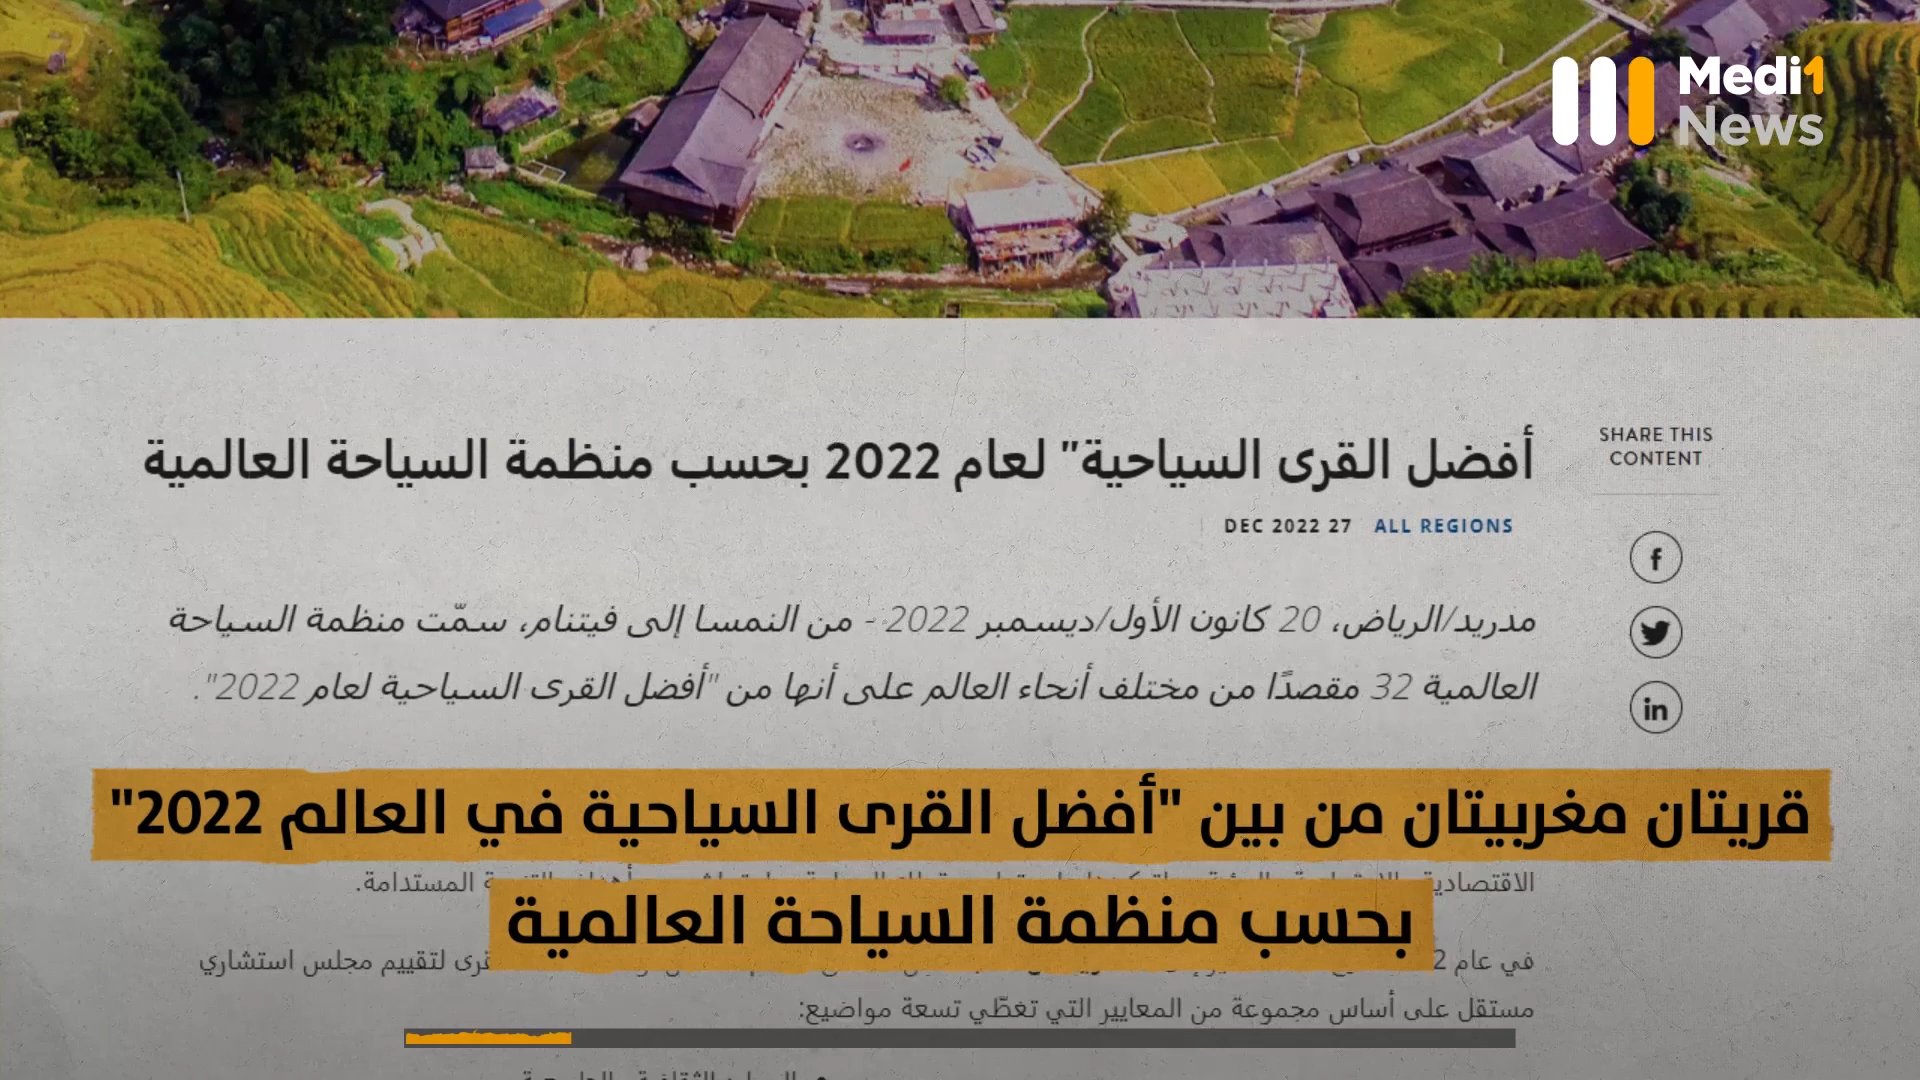 Medi1
News
أفضل القرى السياحية" لعام 2022 بحسب منظمة السياحة العالمية
SHARE THIS
CONTENT
DEC 2022 27 ALL REGIONS
مدريد/الرياض، 20 كانون الأول/ديسمبر 2022 - من النمسا إلى فيتنام، سمّت منظمة السياحة
العالمية 32 مقصدًا من مختلف أنحاء العالم على أنها من "أفضل القرى السياحية لعام 2022".
قريتان مغربيتان من بين "أفضل القرى السياحية في العالم 2022"
المستدامة.
بحسب منظمة السياحة العالمية
في عام
لتقييم مجلس استشاري
مستقل على أساس مجموعة من المعايير التي تغطّي تسعة مواضيع: